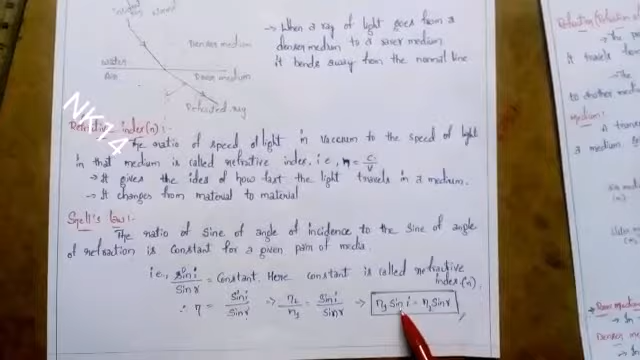 Denser medium
water
Air
Rarer medium
Refracted ray
→ When a ray of light goes from a
denser medium to a rarer medium
it bends away from the normal line
NK14
Refractive index(n):-
The ratio of speed of light in vaccum to the speed of light
in that medium is called refractive index. i.e, n = c/v
→ It gives the idea of how fast the light travels in a medium.
→ It changes from material to material
Snell's law:-
The ratio of sine of angle of incidence to the sine of angle
of refraction is constant for a given pair of media.
i.e., sin i / sin r = constant. Here constant is called refractive
index.(n)
∴ η = sin i / sin r ⇒ η₂/η₁ = sin i / sin r ⇒ η₁ sin i = η₂ sin r
it travels from
to another medium
Medium:
A trans
a medium